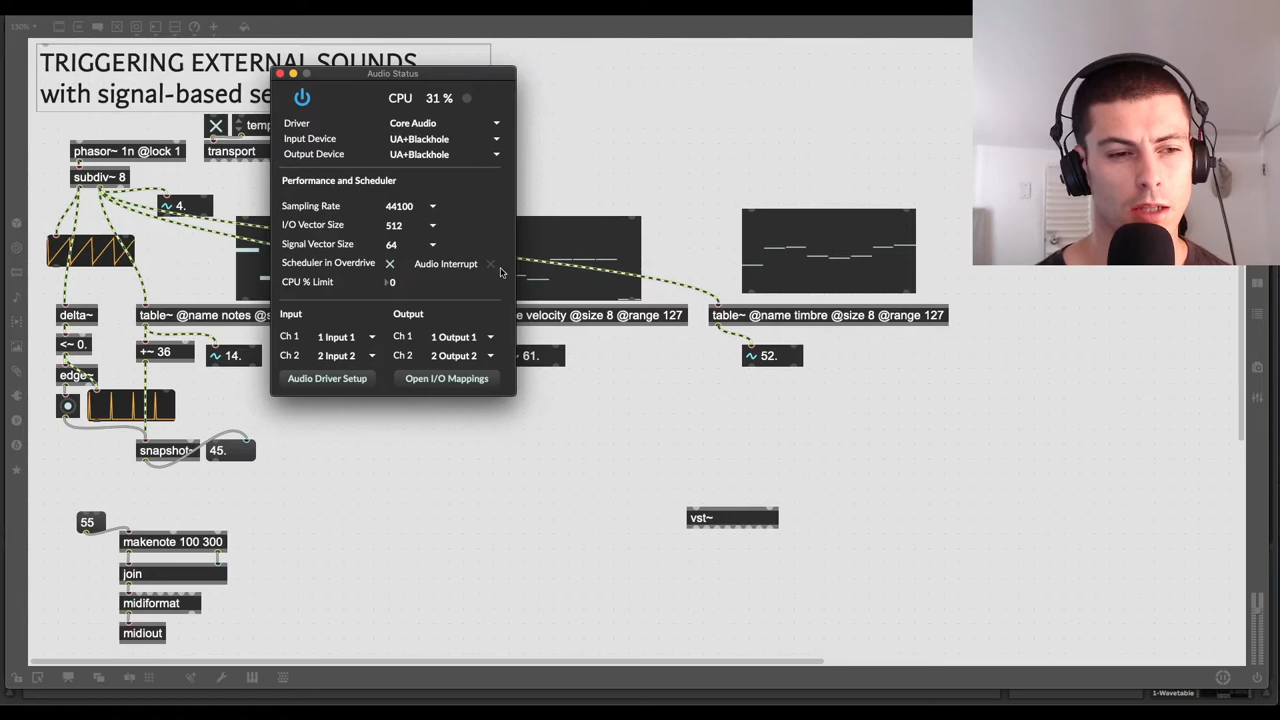 150%
TRIGGERING EXTERNAL SOUNDS
with signal-based se
Audio Status
CPU 31 %
Driver Core Audio
Input Device UA+Blackhole
Output Device UA+Blackhole
Performance and Scheduler
Sampling Rate 44100
I/O Vector Size 512
Signal Vector Size 64
Scheduler in Overdrive Audio Interrupt
CPU % Limit 0
Input Output
Ch 1 1 Input 1 Ch 1 1 Output 1
Ch 2 2 Input 2 Ch 2 2 Output 2
Audio Driver Setup Open I/O Mappings
temp
phasor~ 1n @lock 1
transport
subdiv~ 8
4.
delta~
table~ @name notes @s
e velocity @size 8 @range 127
table~ @name timbre @size 8 @range 127
<~ 0.
+~ 36
14.
61.
52.
edge~
snapshot~
45.
55
makenote 100 300
join
midiformat
midiout
vst~
1-Wavetable